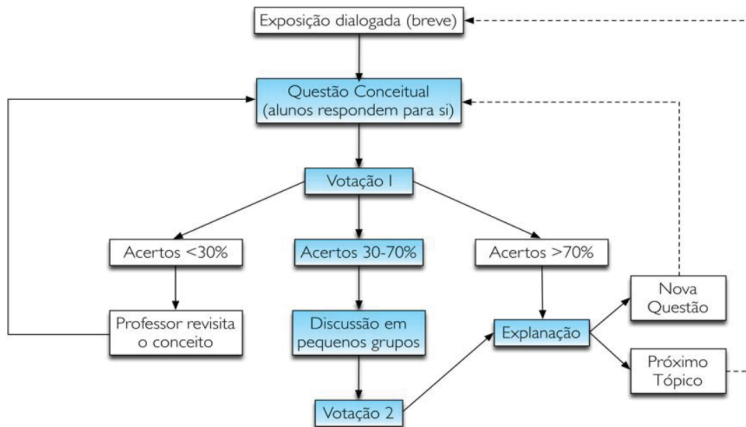 Exposição dialogada (breve)
Questão Conceitual
(alunos respondem para si)
Votação I
Acertos <30%
Acertos 30-70%
Acertos >70%
Professor revisita
o conceito
Discussão em
pequenos grupos
Explanação
Nova
Questão
Próximo
Tópico
Votação 2